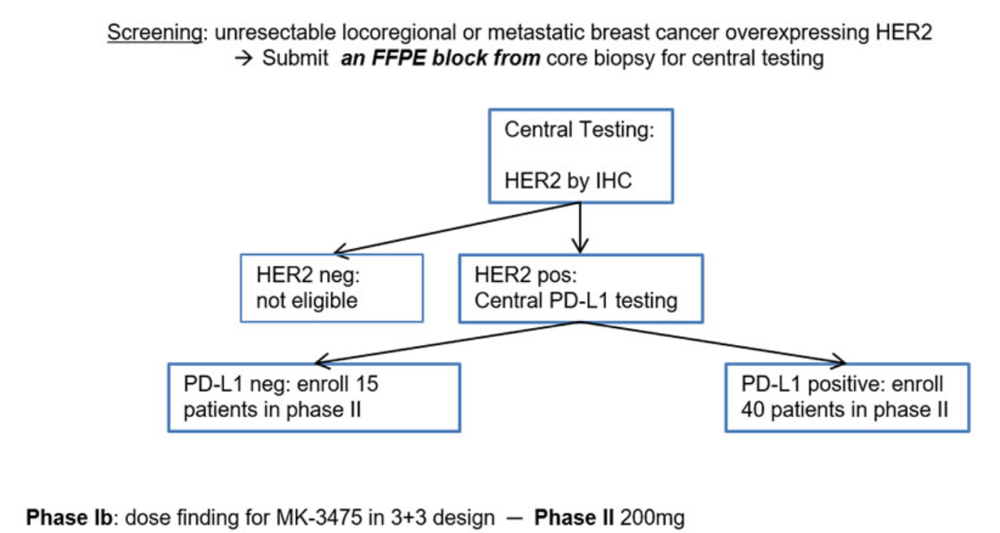 Screening: unresectable locoregional or metastatic breast cancer overexpressing HER2
→ Submit an FFPE block from core biopsy for central testing
Central Testing:
HER2 by IHC
HER2 neg:
not eligible
HER2 pos:
Central PD-L1 testing
PD-L1 neg: enroll 15
patients in phase II
PD-L1 positive: enroll
40 patients in phase II
Phase Ib: dose finding for MK-3475 in 3+3 design — Phase II 200mg